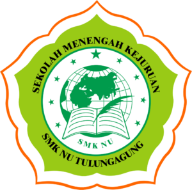 SEKOLAH MENENGAH KEJURUAN
SMK NU
SMK NU TULUNGAGUNG